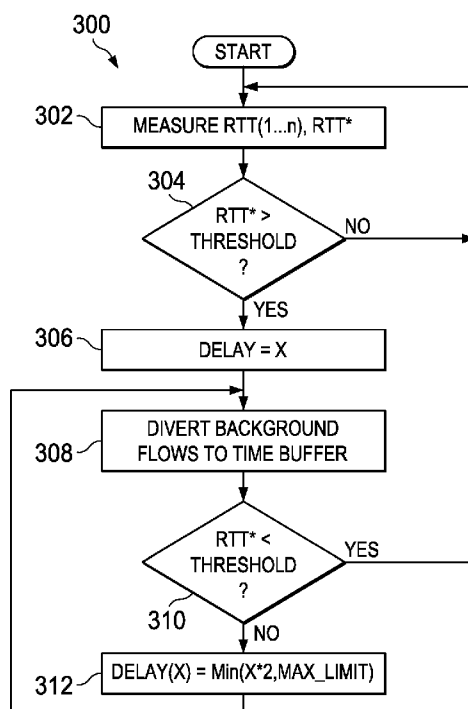 300
START
302
MEASURE RTT(1...n), RTT*
304
RTT* >
THRESHOLD
?
NO
YES
306
DELAY = X
308
DIVERT BACKGROUND
FLOWS TO TIME BUFFER
RTT* <
THRESHOLD
?
YES
310
NO
312
DELAY(X) = Min(X*2,MAX_LIMIT)